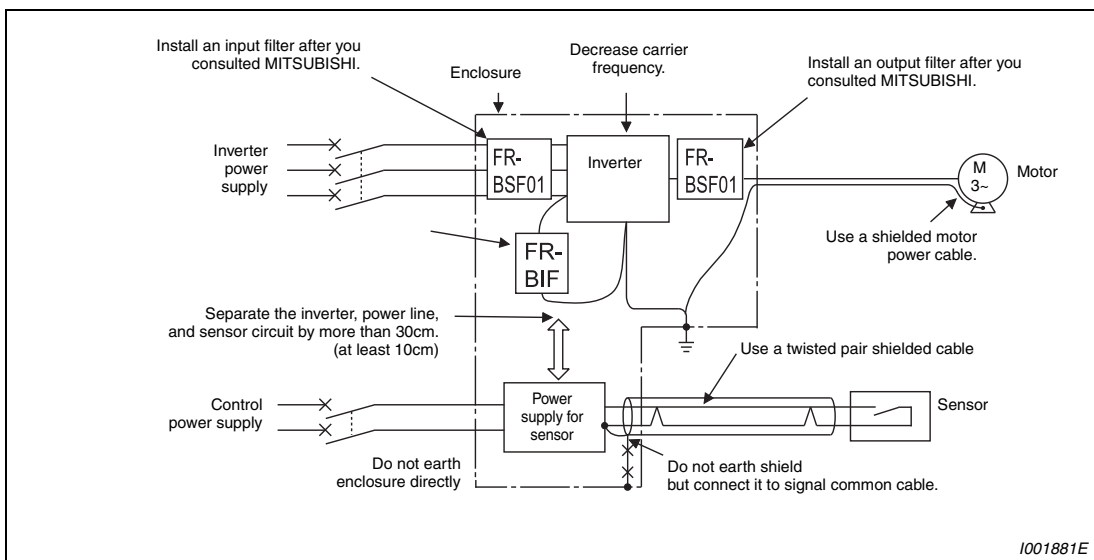 Install an input filter after you
consulted MITSUBISHI.
Enclosure
Decrease carrier
frequency.
Install an output filter after you
consulted MITSUBISHI.
Inverter
power
supply
FR-
BSF01
Inverter
FR-
BSF01
M
3~
Motor
FR-
BIF
Use a shielded motor
power cable.
Separate the inverter, power line,
and sensor circuit by more than 30cm.
(at least 10cm)
Use a twisted pair shielded cable
Control
power supply
Power
supply for
sensor
Sensor
Do not earth
enclosure directly
Do not earth shield
but connect it to signal common cable.
I001881E